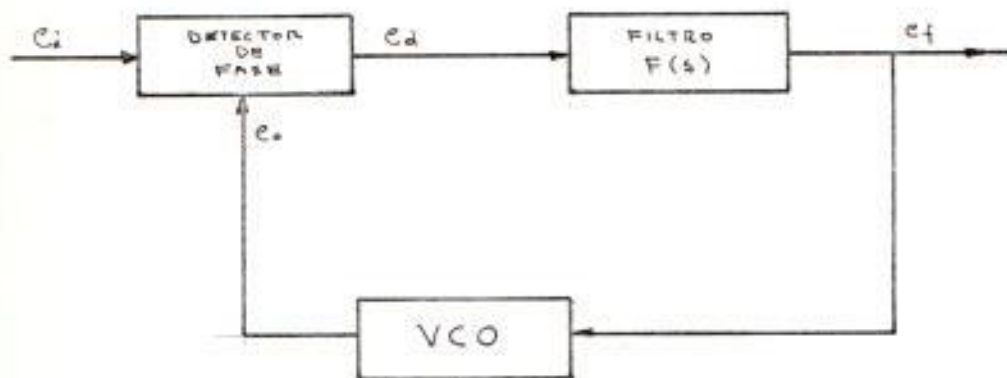 ei
DETECTOR
DE
FASE
ed
FILTRO
F(s)
ef
eo
VCO